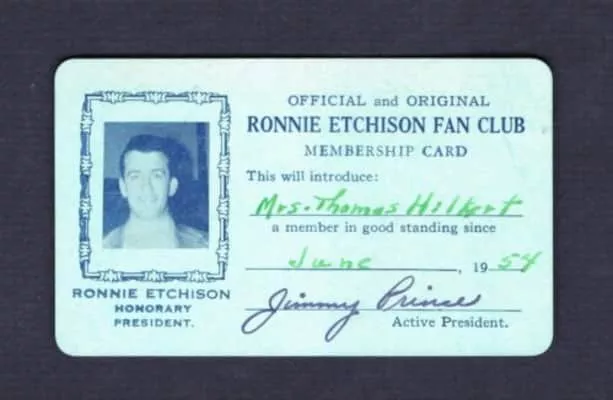 OFFICIAL and ORIGINAL
RONNIE ETCHISON FAN CLUB
MEMBERSHIP CARD
This will introduce:
Mrs. Thomas Hilkert
a member in good standing since
June, 1954
Jimmy Prince
Active President.
RONNIE ETCHISON
HONORARY
PRESIDENT.